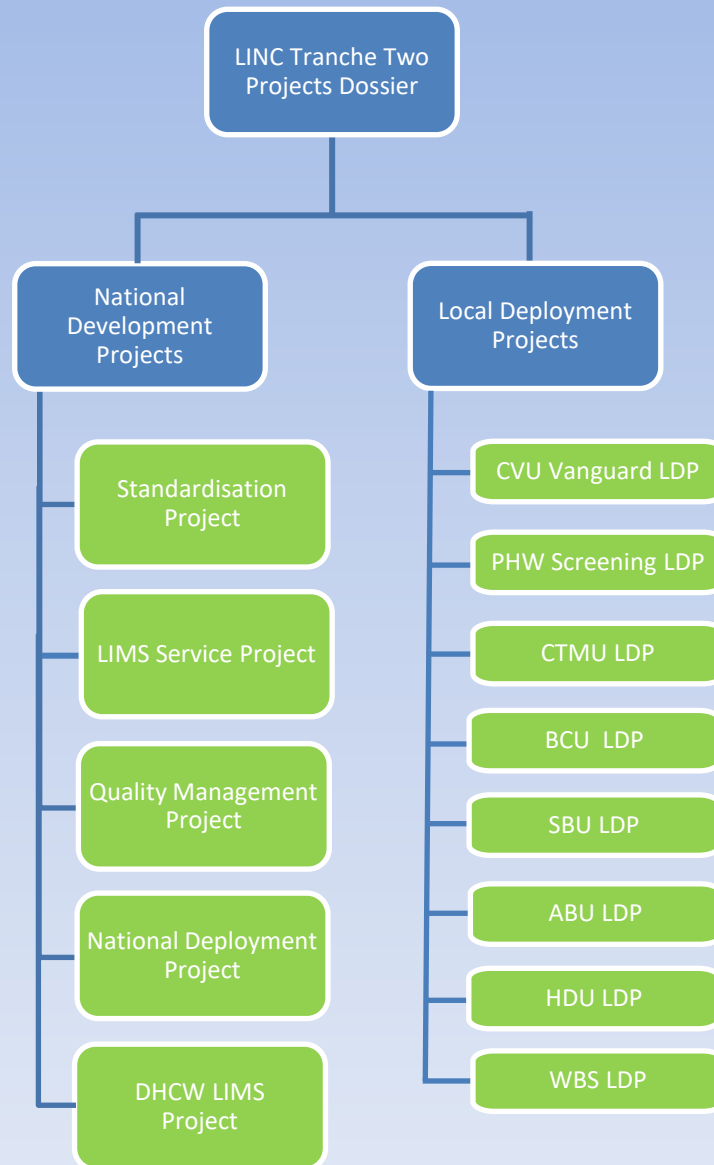 LINC Tranche Two
Projects Dossier
National
Development
Projects
Standardisation
Project
LIMS Service Project
Quality Management
Project
National Deployment
Project
DHCW LIMS
Project
Local Deployment
Projects
CVU Vanguard LDP
PHW Screening LDP
CTMU LDP
BCU LDP
SBU LDP
ABU LDP
HDU LDP
WBS LDP